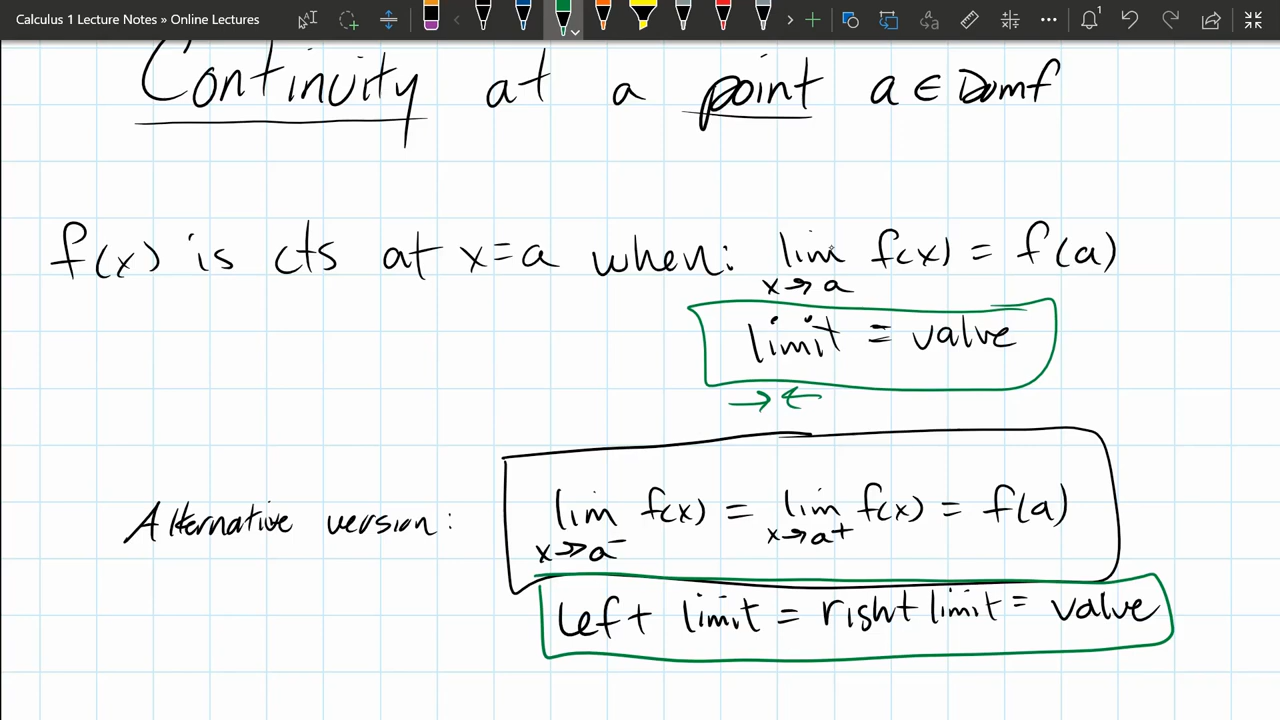 Calculus 1 Lecture Notes » Online Lectures
Continuity at a point a ∈ Domf
f(x) is cts at x=a when: lim f(x) = f(a)
x→a
limit = value
→ ←
Alternative version: lim f(x) = lim f(x) = f(a)
x→a⁻ x→a⁺
Left limit = right limit = value